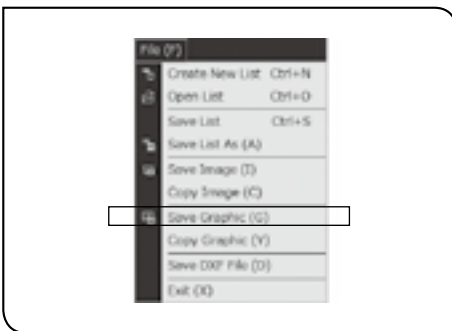 File (F)
Create New List Ctrl+N
Open List Ctrl+O
Save List Ctrl+S
Save List As (A)
Save Image (I)
Copy Image (C)
Save Graphic (G)
Copy Graphic (Y)
Save DXF File (D)
Exit (X)